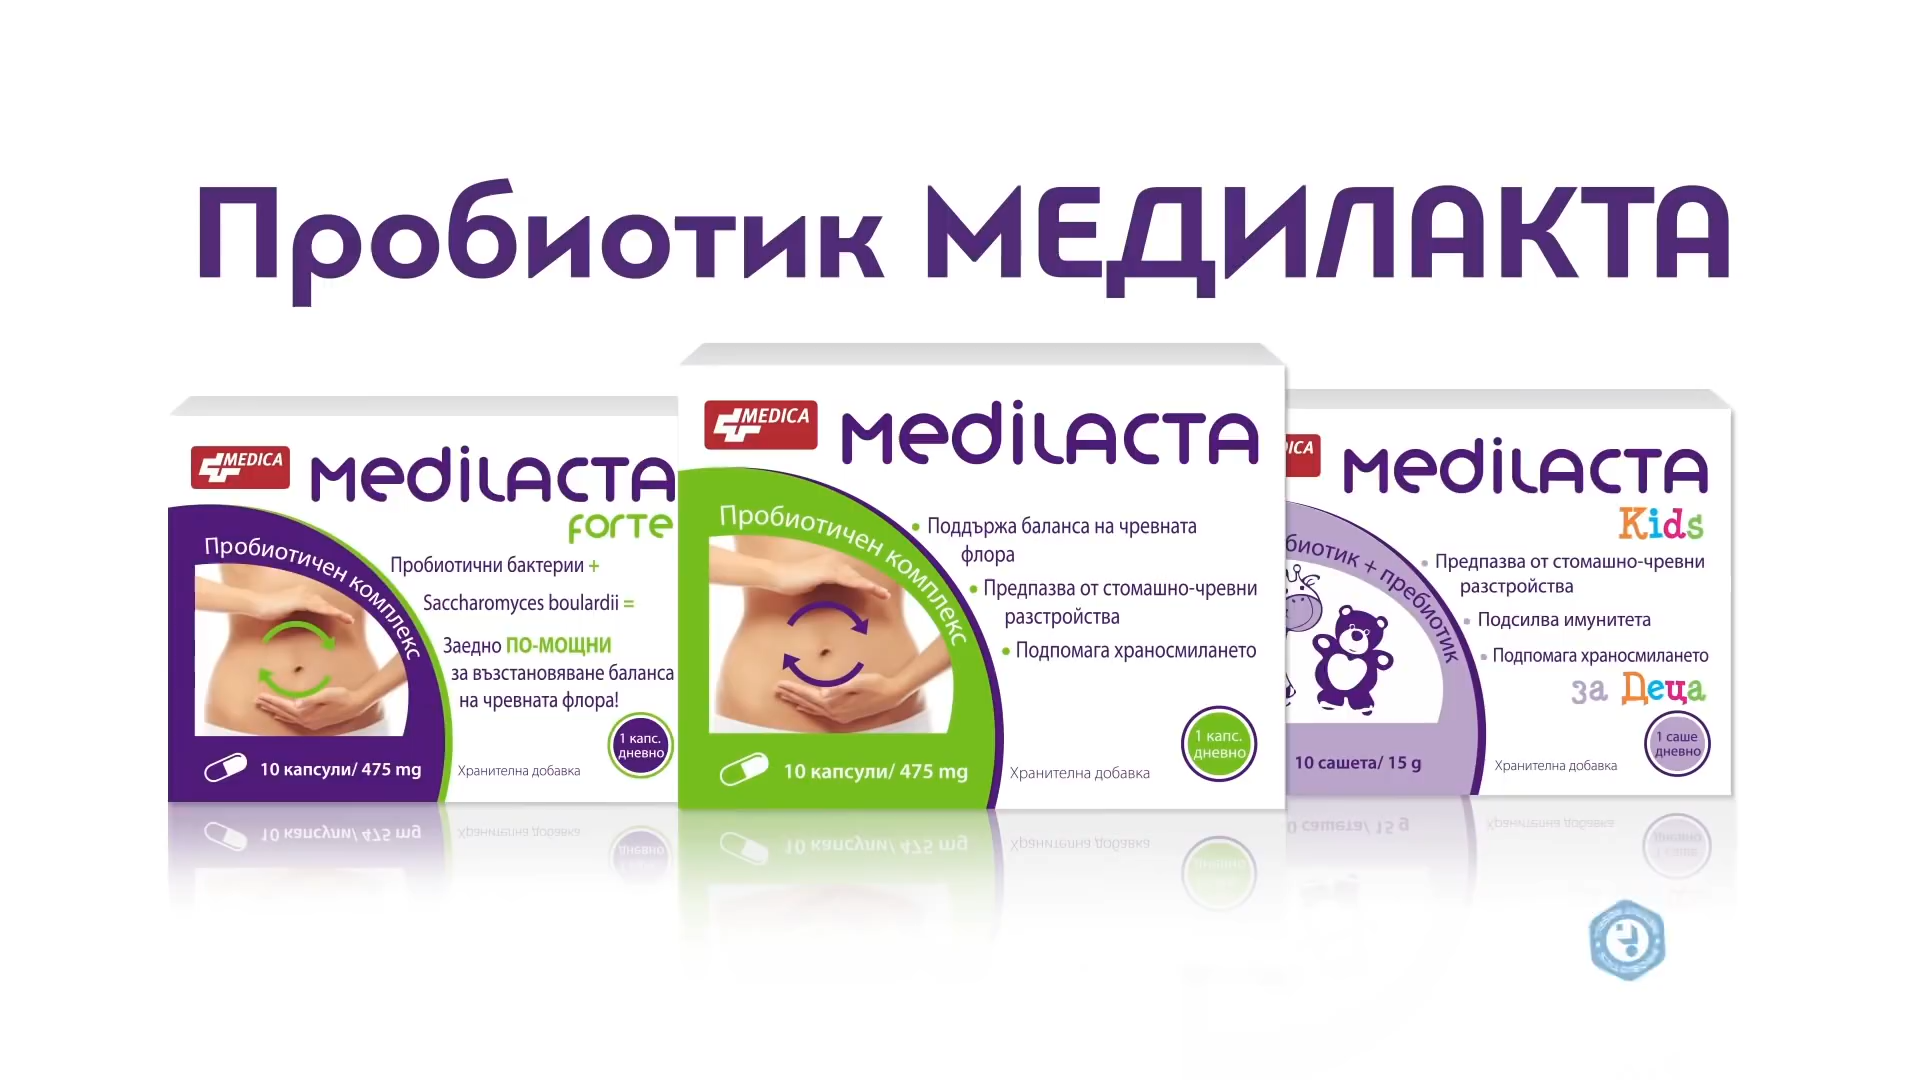 Пробиотик МЕДИЛАКТА
MEDICA
MEDILACTA
FORTE
Пробиотичен комплекс
Пробиотични бактерии +
Saccharomyces boulardii =
Заедно ПО-МОЩНИ
за възстановяване баланса
на чревната флора!
1 капс.
дневно
10 капсули/ 475 mg
Хранителна добавка
MEDICA
MEDILACTA
Пробиотичен комплекс
• Поддържа баланса на чревната
флора
• Предпазва от стомашно-чревни
разстройства
• Подпомага храносмилането
1 капс.
дневно
10 капсули/ 475 mg
Хранителна добавка
ICA
MEDILACTA
Kids
биотик + пребиотик
• Предпазва от стомашно-чревни
разстройства
• Подсилва имунитета
• Подпомага храносмилането
за Деца
1 саше
дневно
10 сашета/ 15 g
Хранителна добавка